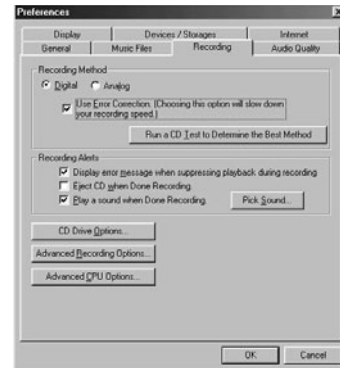 Preferences
Display Devices / Storages Internet
General Music Files Recording Audio Quality
Recording Method
Digital Analog
Use Error Correction. (Choosing this option will slow down
your recording speed.)
Run a CD Test to Determine the Best Method
Recording Alerts
Display error message when suppressing playback during recording
Eject CD when Done Recording.
Play a sound when Done Recording. Pick Sound...
CD Drive Options...
Advanced Recording Options...
Advanced CPU Options...
OK Cancel